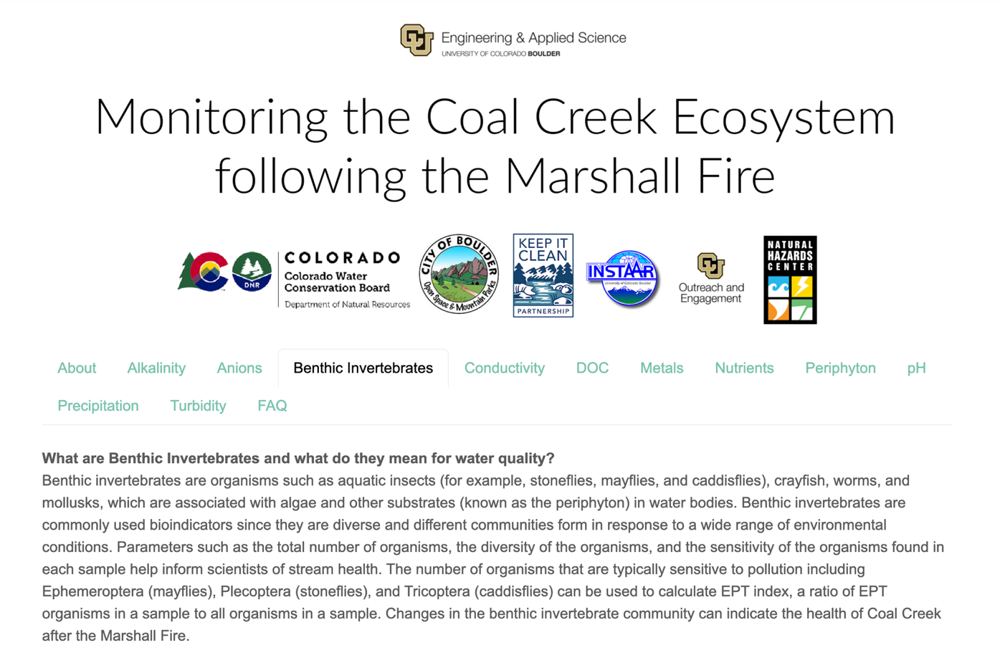 Engineering & Applied Science
UNIVERSITY OF COLORADO BOULDER
Monitoring the Coal Creek Ecosystem
following the Marshall Fire
COLORADO
Colorado Water
Conservation Board
Department of Natural Resources
DNR
CITY OF BOULDER
Open Space & Mountain Parks
KEEP IT
CLEAN
PARTNERSHIP
INSTAAR
University of Colorado Boulder
Outreach and
Engagement
NATURAL
HAZARDS
CENTER
About Alkalinity Anions Benthic Invertebrates Conductivity DOC Metals Nutrients Periphyton pH
Precipitation Turbidity FAQ
What are Benthic Invertebrates and what do they mean for water quality?
Benthic invertebrates are organisms such as aquatic insects (for example, stoneflies, mayflies, and caddisflies), crayfish, worms, and
mollusks, which are associated with algae and other substrates (known as the periphyton) in water bodies. Benthic invertebrates are
commonly used bioindicators since they are diverse and different communities form in response to a wide range of environmental
conditions. Parameters such as the total number of organisms, the diversity of the organisms, and the sensitivity of the organisms found in
each sample help inform scientists of stream health. The number of organisms that are typically sensitive to pollution including
Ephemeroptera (mayflies), Plecoptera (stoneflies), and Tricoptera (caddisflies) can be used to calculate EPT index, a ratio of EPT
organisms in a sample to all organisms in a sample. Changes in the benthic invertebrate community can indicate the health of Coal Creek
after the Marshall Fire.